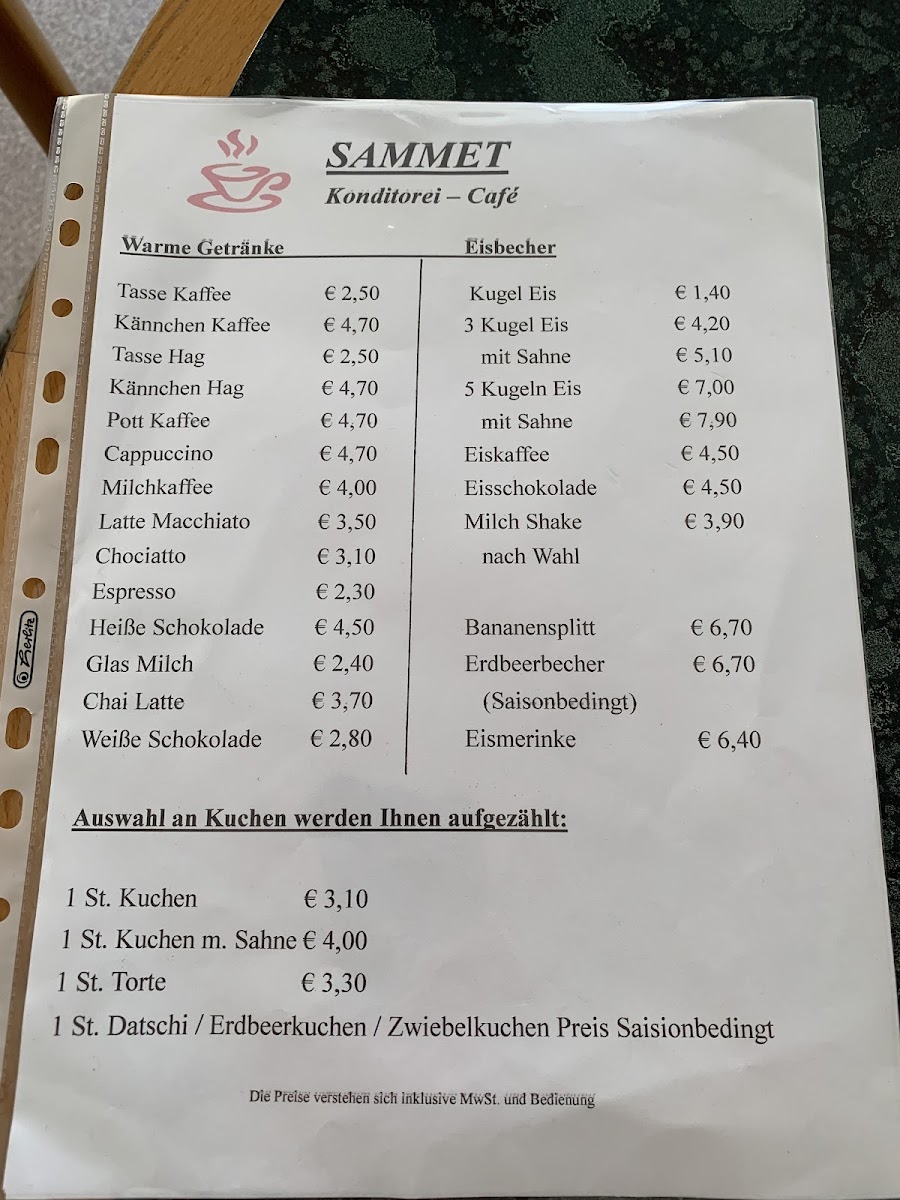 SAMMET
Konditorei – Café
Warme Getränke
Tasse Kaffee € 2,50
Kännchen Kaffee € 4,70
Tasse Hag € 2,50
Kännchen Hag € 4,70
Pott Kaffee € 4,70
Cappuccino € 4,70
Milchkaffee € 4,00
Latte Macchiato € 3,50
Chociatto € 3,10
Espresso € 2,30
Heiße Schokolade € 4,50
Glas Milch € 2,40
Chai Latte € 3,70
Weiße Schokolade € 2,80
Eisbecher
Kugel Eis € 1,40
3 Kugel Eis € 4,20
mit Sahne € 5,10
5 Kugeln Eis € 7,00
mit Sahne € 7,90
Eiskaffee € 4,50
Eisschokolade € 4,50
Milch Shake € 3,90
nach Wahl
Bananensplitt € 6,70
Erdbeerbecher € 6,70
(Saisonbedingt)
Eismerinke € 6,40
Auswahl an Kuchen werden Ihnen aufgezählt:
1 St. Kuchen € 3,10
1 St. Kuchen m. Sahne € 4,00
1 St. Torte € 3,30
1 St. Datschi / Erdbeerkuchen / Zwiebelkuchen Preis Saisionbedingt
Die Preise verstehen sich inklusive MwSt. und Bedienung
Herlitz